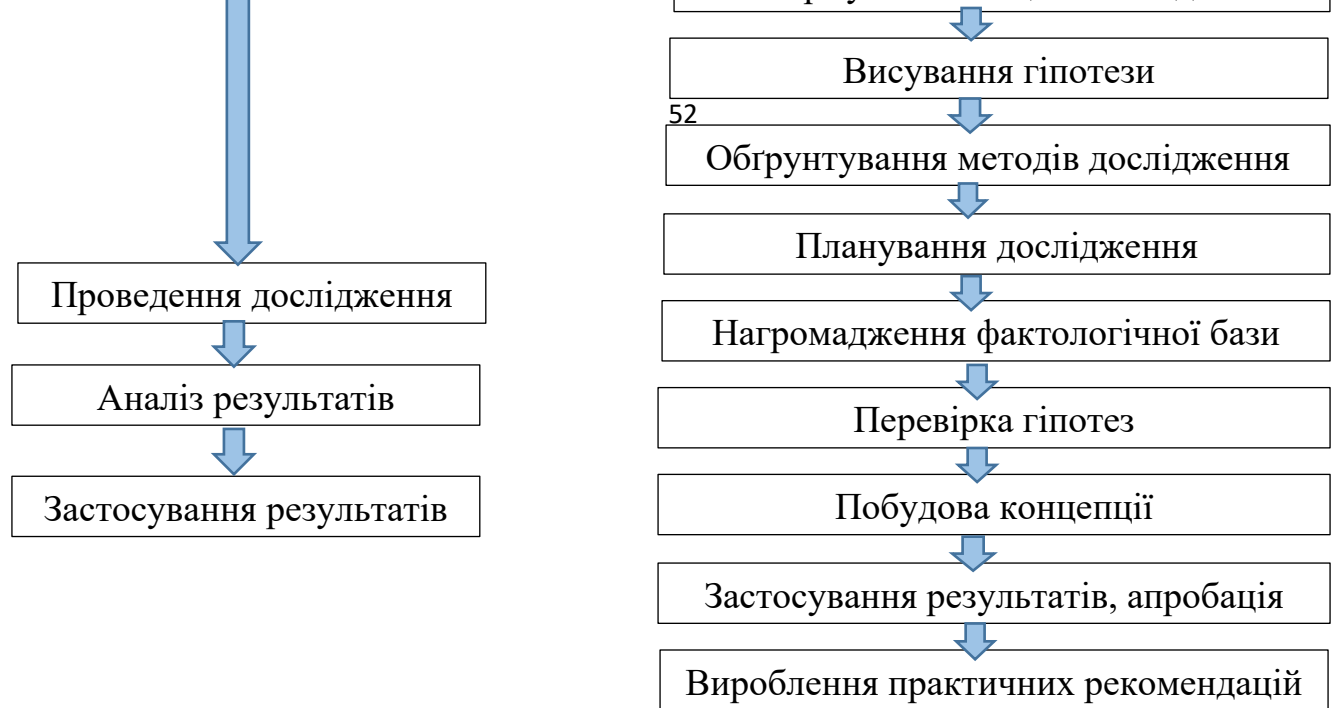 Висування гіпотези
52
Обґрунтування методів дослідження
Планування дослідження
Проведення дослідження
Нагромадження фактологічної бази
Аналіз результатів
Перевірка гіпотез
Застосування результатів
Побудова концепції
Застосування результатів, апробація
Вироблення практичних рекомендацій